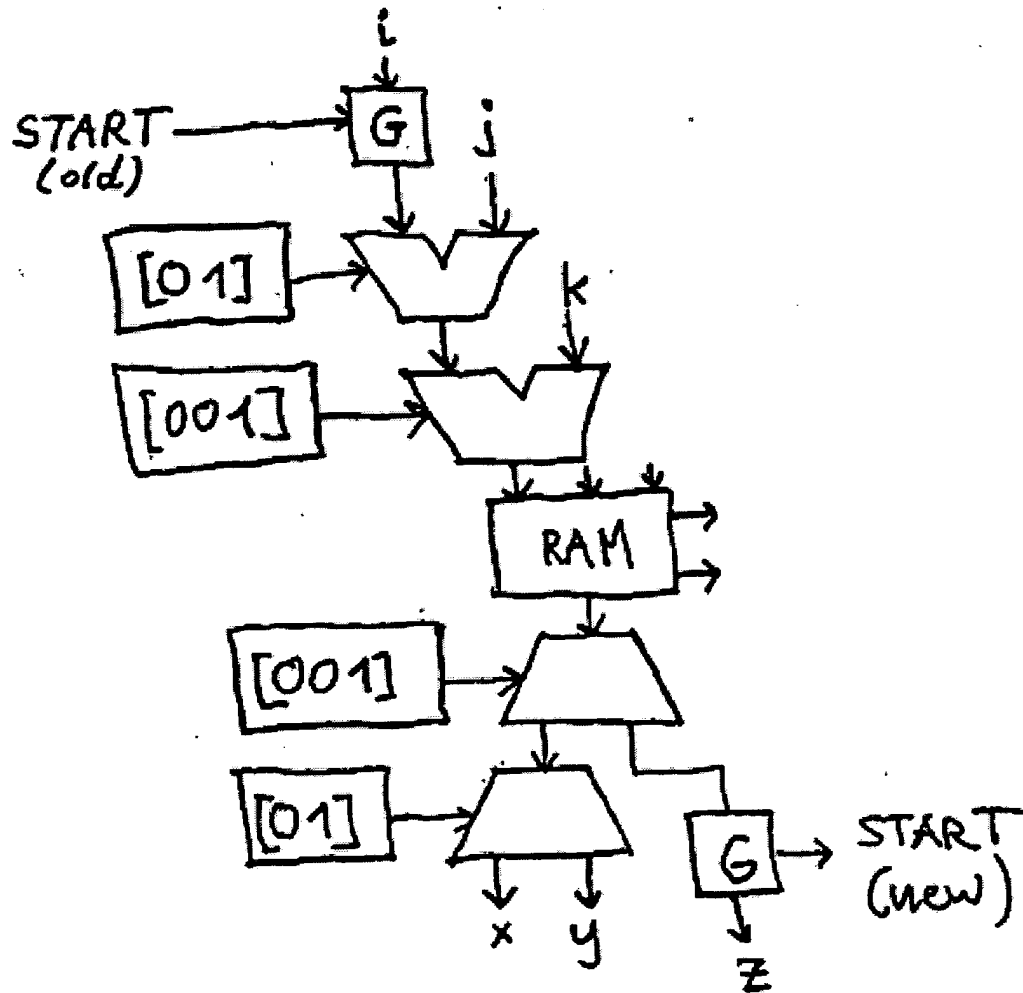 i
START
(old)
G
j
[01]
k
[001]
RAM
[001]
[01]
G
START
(new)
x
y
z